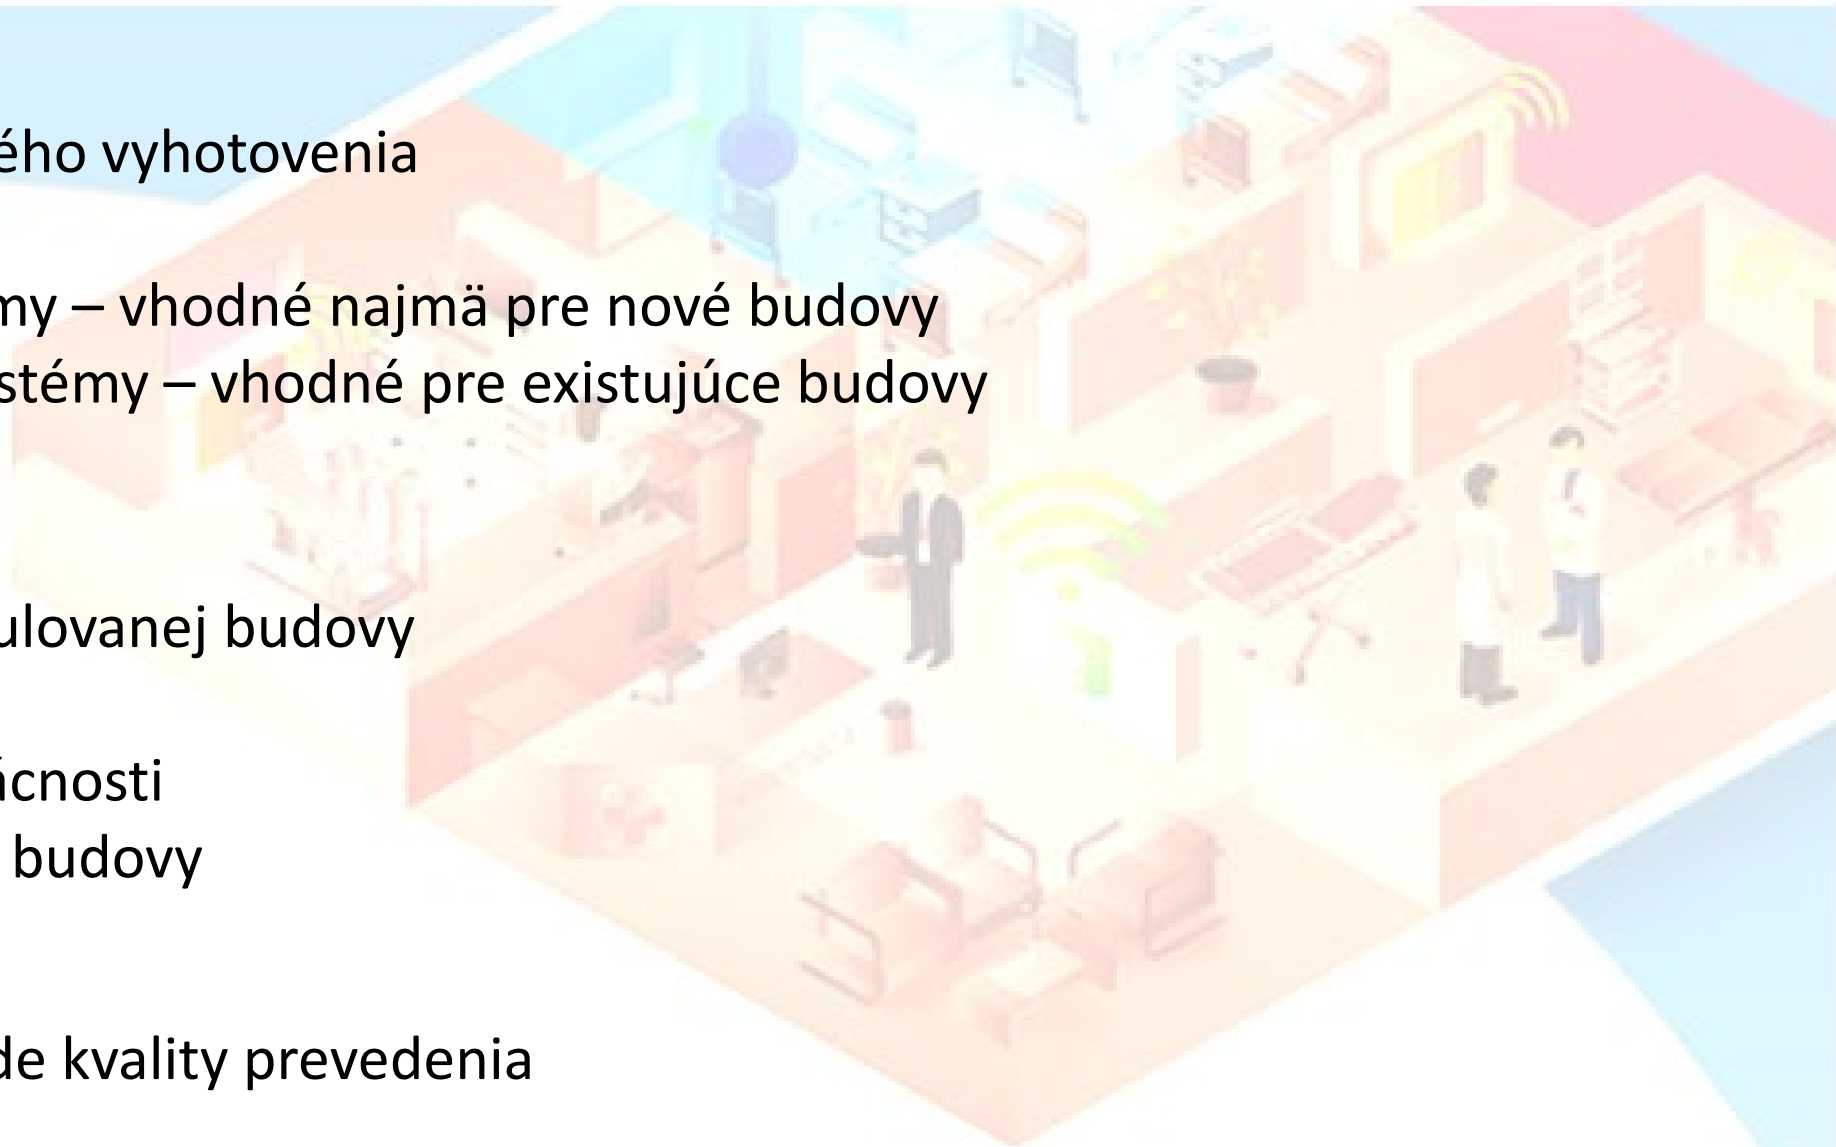 ého vyhotovenia
my – vhodné najmä pre nové budovy
stémy – vhodné pre existujúce budovy
ulovanej budovy
ácnosti
budovy
de kvality prevedenia